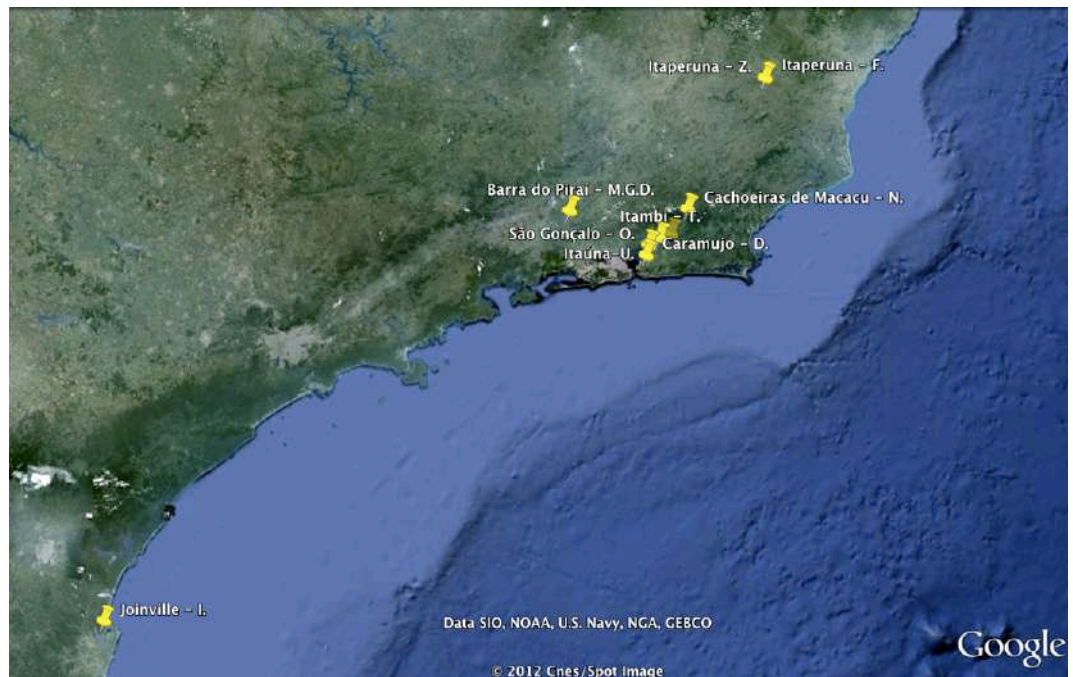 Itaperuna - Z.
Itaperuna - F.
Barra do Piraí - M.G.D.
Cachoeiras de Macacu - N.
Itambi - T.
São Gonçalo - O.
Caramujo - D.
Itaúna-U.
Joinville - I.
Data SIO, NOAA, U.S. Navy, NGA, GEBCO
© 2012 Cnes/Spot Image
Google